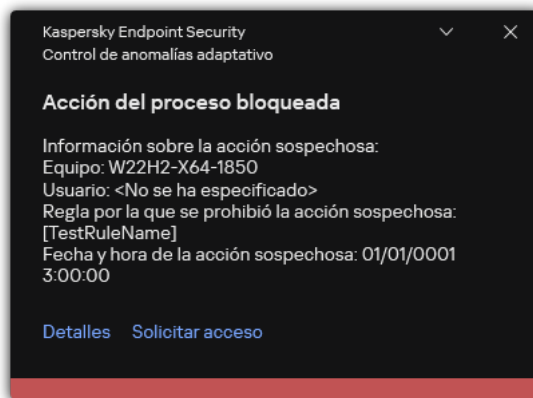 Kaspersky Endpoint Security
Control de anomalías adaptativo
Acción del proceso bloqueada
Información sobre la acción sospechosa:
Equipo: W22H2-X64-1850
Usuario: <No se ha especificado>
Regla por la que se prohibió la acción sospechosa:
[TestRuleName]
Fecha y hora de la acción sospechosa: 01/01/0001
3:00:00
Detalles Solicitar acceso